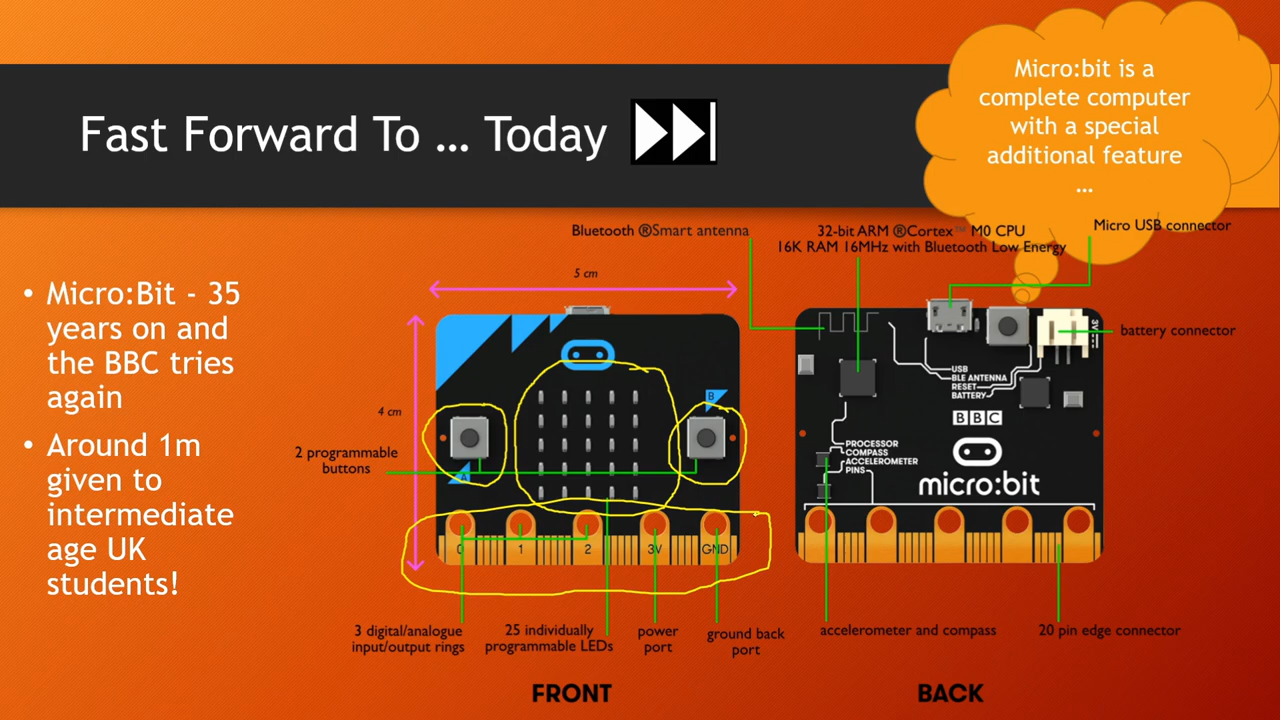 Micro:bit is a
complete computer
with a special
additional feature
...
Fast Forward To ... Today
• Micro:Bit - 35
years on and
the BBC tries
again
• Around 1m
given to
intermediate
age UK
students!
Bluetooth ®Smart antenna
32-bit ARM ®Cortex™ M0 CPU
16K RAM 16MHz with Bluetooth Low Energy
Micro USB connector
5 cm
4 cm
battery connector
2 programmable
buttons
A
B
0
1
2
3V
GND
3V
USB
BLE ANTENNA
RESET
BATTERY
BBC
PROCESSOR
COMPASS
ACCELEROMETER
PINS
micro:bit
3 digital/analogue
input/output rings
25 individually
programmable LEDs
power
port
ground back
port
accelerometer and compass
20 pin edge connector
FRONT
BACK